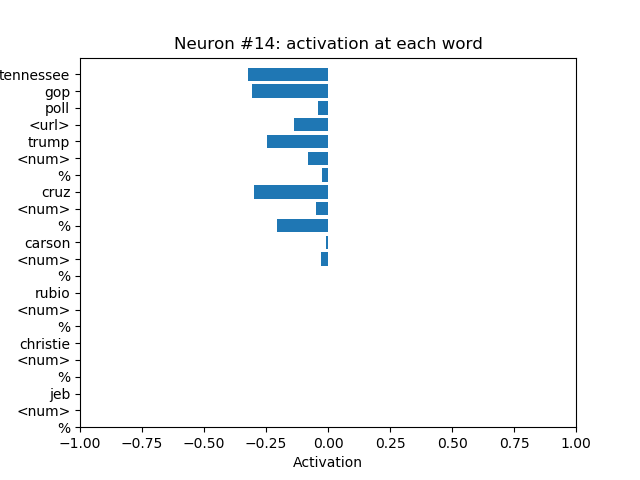 Neuron #14: activation at each word
tennessee
gop
poll
<url>
trump
<num>
%
cruz
<num>
%
carson
<num>
%
rubio
<num>
%
christie
<num>
%
jeb
<num>
%
−1.00 −0.75 −0.50 −0.25 0.00 0.25 0.50 0.75 1.00
Activation